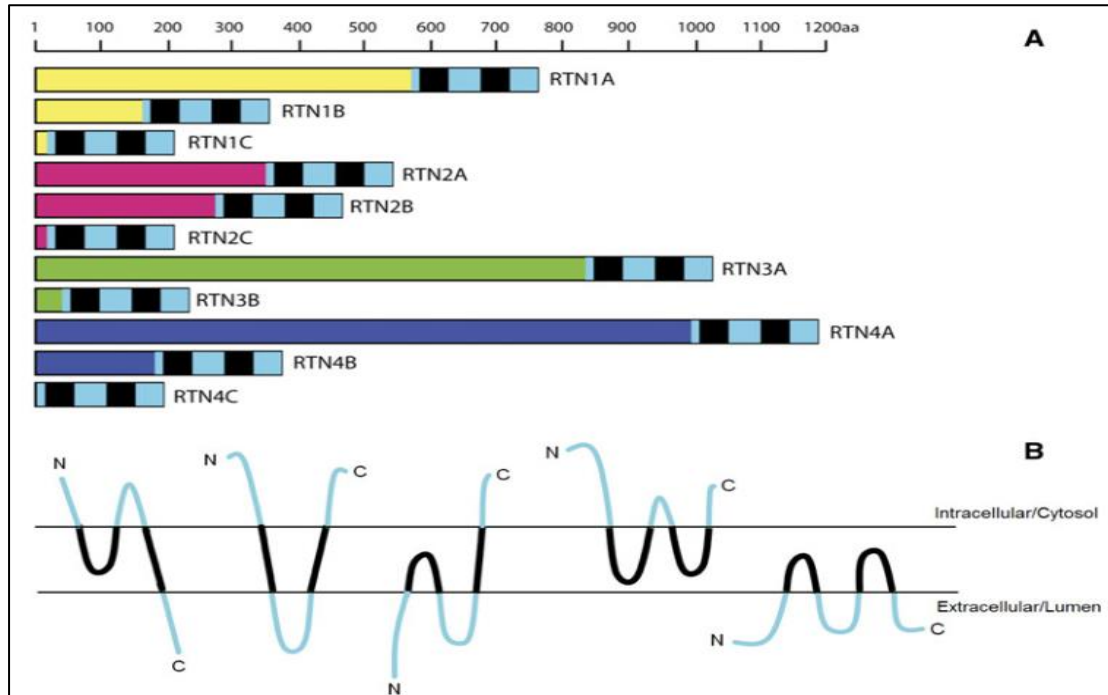 1 100 200 300 400 500 600 700 800 900 1000 1100 1200aa
A
RTN1A
RTN1B
RTN1C
RTN2A
RTN2B
RTN2C
RTN3A
RTN3B
RTN4A
RTN4B
RTN4C
B
N N C C N C
Intracellular/Cytosol
Extracellular/Lumen
C N N C